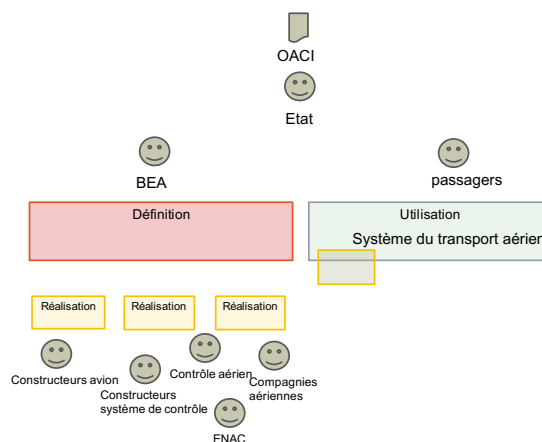 OACI
Etat
BEA
passagers
Définition
Utilisation
Système du transport aérien
Réalisation
Réalisation
Réalisation
Constructeurs avion
Constructeurs
système de contrôle
Contrôle aérien
Compagnies
aériennes
ENAC